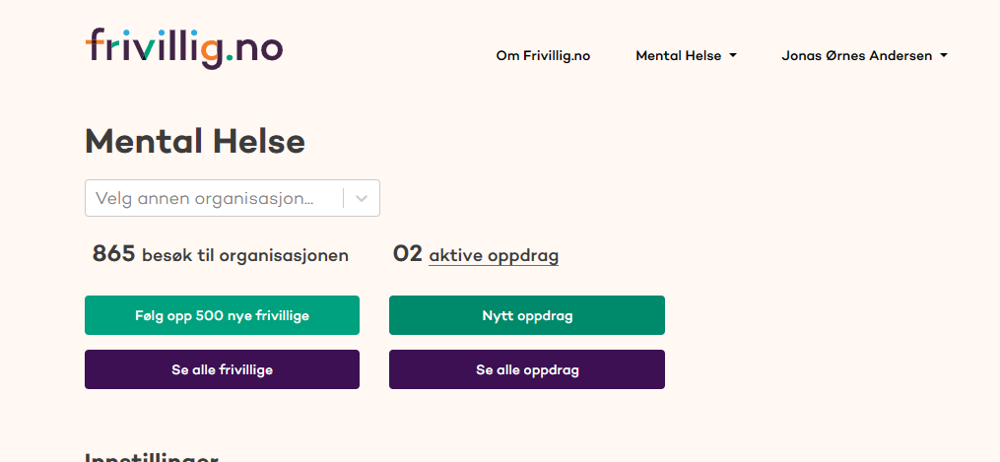 frivillig.no
Om Frivillig.no Mental Helse Jonas Ørnes Andersen
Mental Helse
Velg annen organisasjon...
865 besøk til organisasjonen 02 aktive oppdrag
Følg opp 500 nye frivillige Nytt oppdrag
Se alle frivillige Se alle oppdrag
Innstillinger